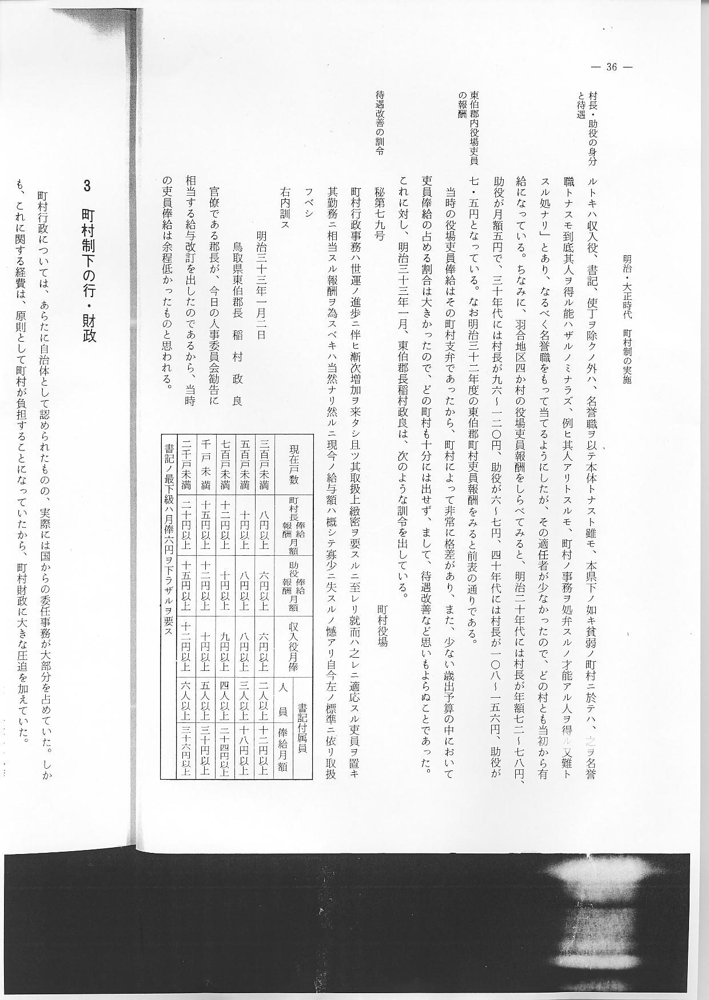 ― 36 ―
明治・大正時代　町村制の実施
村長・助役の身分
と待遇
ルトキハ収入役、書記、使丁ヲ除クノ外ハ、名誉職ヲ以テ本体トナスト雖モ、本県下ノ如キ貧弱ノ町村ニ於テハ、之ヲ名誉
職トナスモ到底其人ヲ得ル能ハザルノミナラズ、例ヒ其人アリトスルモ、町村ノ事務ヲ処弁スルノ才能アル人ヲ得ル又難ト
スル処ナリ」とあり、なるべく名誉職をもって当てるようにしたが、その適任者が少なかったので、どの村とも当初から有
給になっている。ちなみに、羽合地区四か村の役場吏員報酬をしらべてみると、明治二十年代には村長が年額七二～七八円、
助役が月額五円で、三十年代には村長が九六～一二〇円、助役が六～七円、四十年代には村長が一〇八～一五六円、助役が
東伯郡内役場吏員
の報酬
七・五円となっている。なお明治三十二年度の東伯郡町村吏員報酬をみると前表の通りである。
当時の役場吏員俸給はその町村支弁であったから、町村によって非常に格差があり、また、少ない歳出予算の中において
吏員俸給の占める割合は大きかったので、どの町村も十分には出せず、まして、待遇改善など思いもよらぬことであった。
これに対し、明治三十三年一月、東伯郡長稲村政良は、次のような訓令を出している。
待遇改善の訓令
秘第七九号　町村役場
町村行政事務ハ世運ノ進歩ニ伴ヒ漸次増加ヲ来タシ且ツ其取扱上緻密ヲ要スルニ至レリ就而ハ之レニ適応スル吏員ヲ置キ
其勤務ニ相当スル報酬ヲ為スベキハ当然ナリ然ルニ現今ノ給与額ハ概シテ寡少ニ失スルノ憾アリ自今左ノ標準ニ依リ取扱
フベシ
右内訓ス
明治三十三年一月二日
鳥取県東伯郡長　稲　村　政　良
官僚である郡長が、今日の人事委員会勧告に
相当する給与改訂を出したのであるから、当時
の吏員俸給は余程低かったものと思われる。
現在戸数　町村長俸給報酬月額　助役俸給報酬月額　収入役月俸　書記付属員　人員　俸給月額
三百戸未満　八円以上　六円以上　六円以上　二人以上　十二円以上
五百戸未満　十円以上　八円以上　八円以上　三人以上　十八円以上
七百戸未満　十二円以上　十円以上　九円以上　四人以上　二十四円以上
千戸未満　十五円以上　十二円以上　十円以上　五人以上　三十円以上
二千戸未満　二十円以上　十五円以上　十二円以上　六人以上　三十六円以上
書記ノ最下級ハ月俸六円ヲ下ラザルヲ要ス
3　町村制下の行・財政
町村行政については、あらたに自治体として認められたものの、実際には国からの委任事務が大部分を占めていた。しか
も、これに関する経費は、原則として町村が負担することになっていたから、町村財政に大きな圧迫を加えていた。